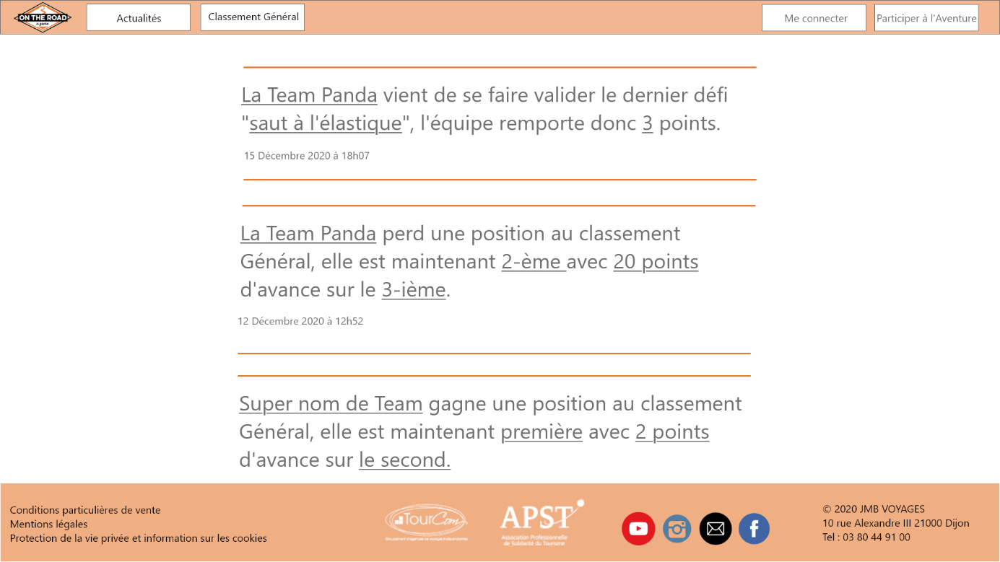 ON THE ROAD
a game
Actualités
Classement Général
Me connecter
Participer à l'Aventure
La Team Panda vient de se faire valider le dernier défi
"saut à l'élastique", l'équipe remporte donc 3 points.
15 Décembre 2020 à 18h07
La Team Panda perd une position au classement
Général, elle est maintenant 2-ème avec 20 points
d'avance sur le 3-ième.
12 Décembre 2020 à 12h52
Super nom de Team gagne une position au classement
Général, elle est maintenant première avec 2 points
d'avance sur le second.
Conditions particulières de vente
Mentions légales
Protection de la vie privée et information sur les cookies
TourCom
Groupement d'agences de voyages indépendantes
APST
Association Professionnelle
de Solidarité du Tourisme
© 2020 JMB VOYAGES
10 rue Alexandre III 21000 Dijon
Tel : 03 80 44 91 00